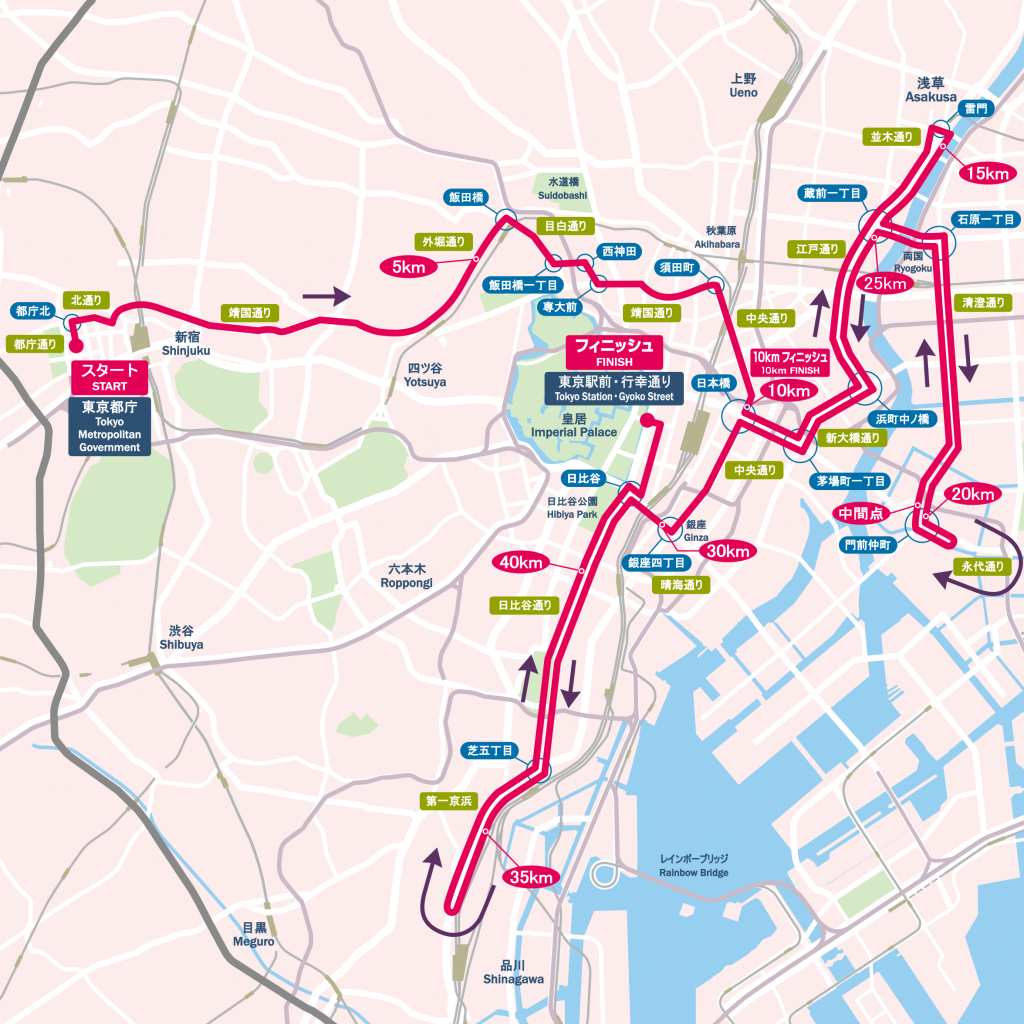 上野
Ueno
浅草
Asakusa
雷門
並木通り
15km
水道橋
Suidobashi
飯田橋
蔵前一丁目
石原一丁目
目白通り
外堀通り
秋葉原
Akihabara
江戸通り
両国
Ryogoku
西神田
5km
須田町
飯田橋一丁目
25km
都庁北
北通り
専大前
清澄通り
靖国通り
靖国通り
中央通り
都庁通り
新宿
Shinjuku
フィニッシュ
FINISH
10km フィニッシュ
10km FINISH
スタート
START
四ツ谷
Yotsuya
東京駅前・行幸通り
Tokyo Station・Gyoko Street
日本橋
10km
東京都庁
Tokyo
Metropolitan
Government
皇居
Imperial Palace
浜町中ノ橋
新大橋通り
中央通り
茅場町一丁目
日比谷
20km
日比谷公園
Hibiya Park
中間点
銀座
Ginza
門前仲町
30km
40km
銀座四丁目
永代通り
六本木
Roppongi
晴海通り
日比谷通り
渋谷
Shibuya
芝五丁目
第一京浜
レインボーブリッジ
Rainbow Bridge
35km
目黒
Meguro
品川
Shinagawa